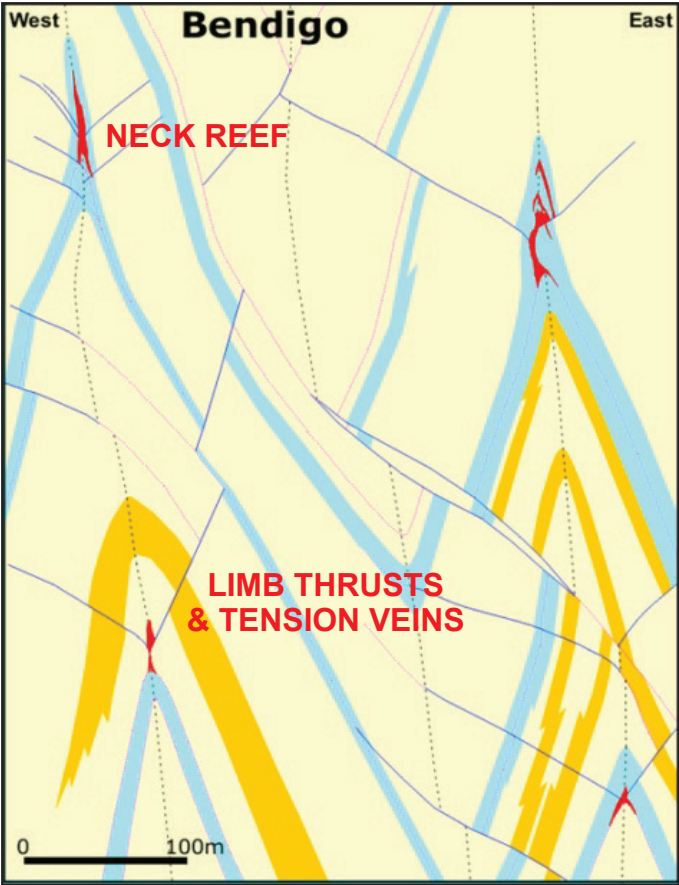 West
Bendigo
East
NECK REEF
LIMB THRUSTS
& TENSION VEINS
0
100m